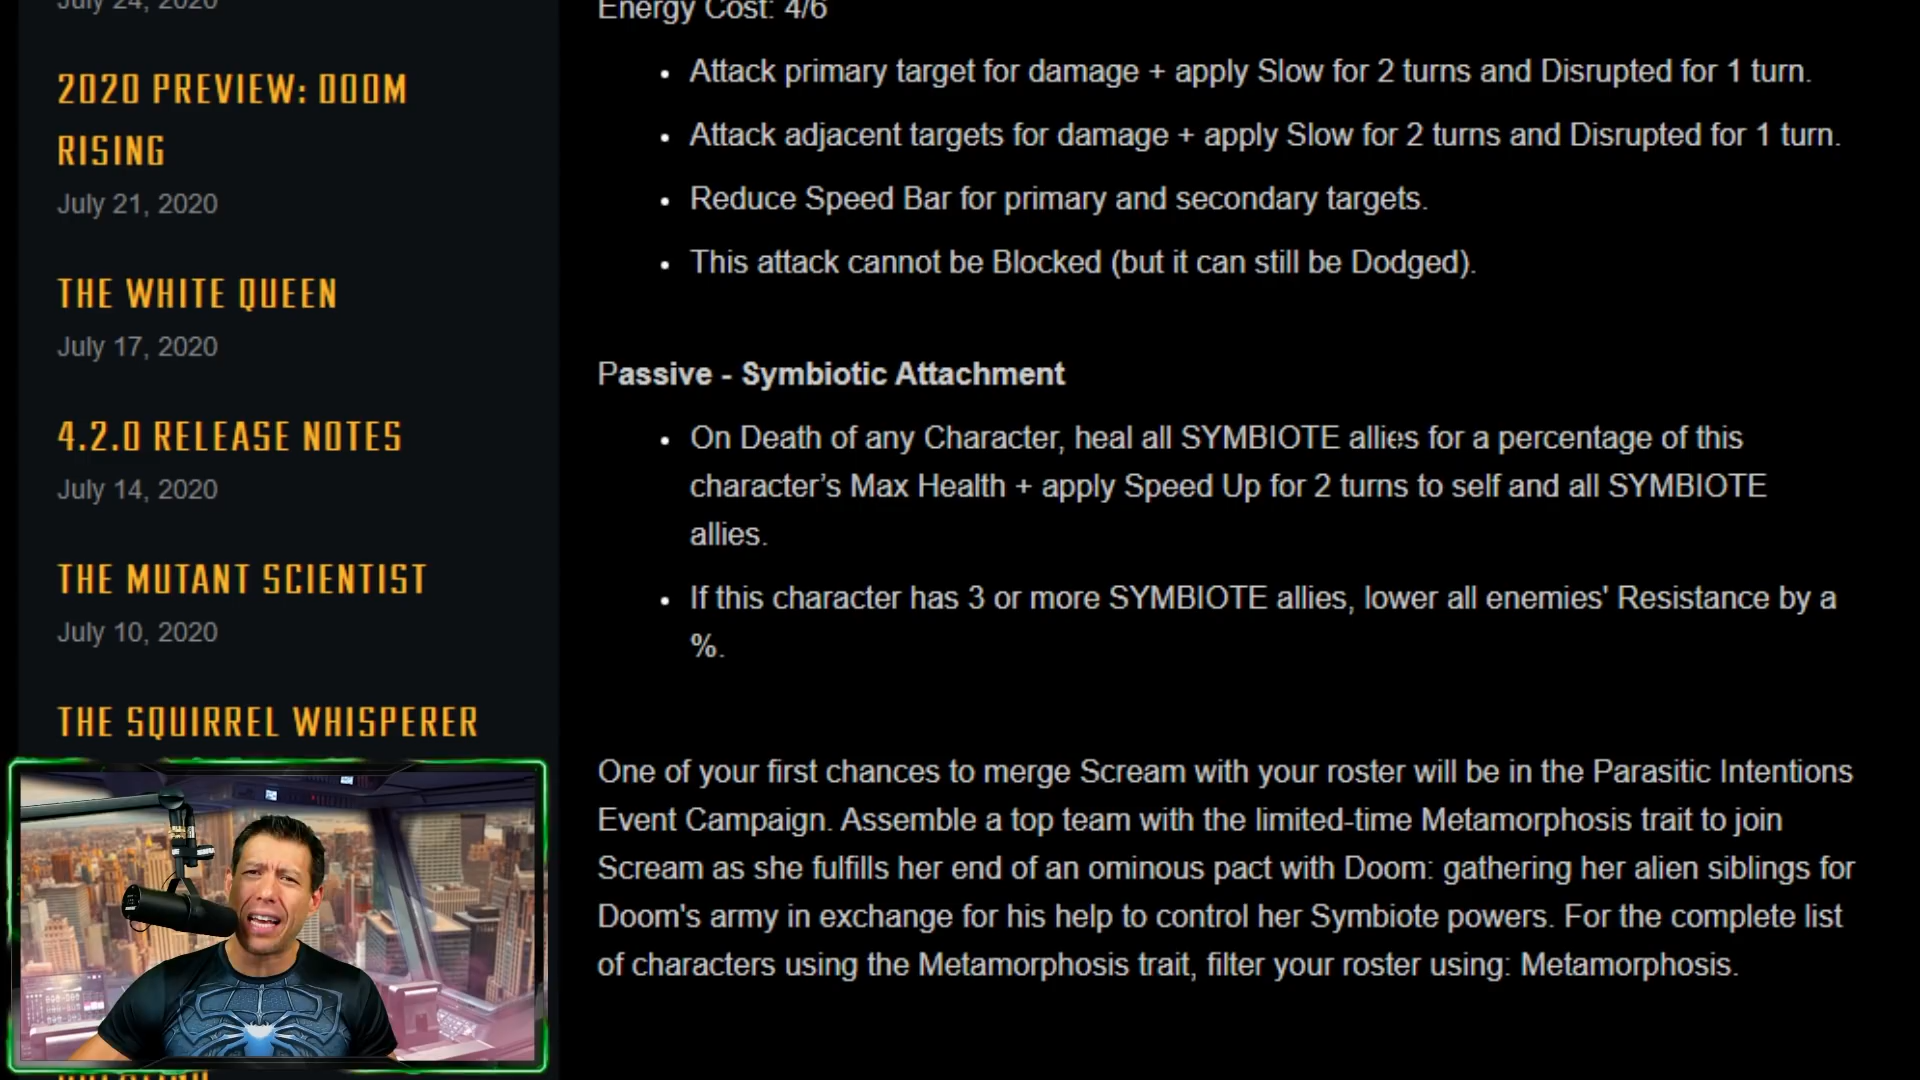 July 24, 2020
2020 PREVIEW: DOOM
RISING
July 21, 2020
THE WHITE QUEEN
July 17, 2020
4.2.0 RELEASE NOTES
July 14, 2020
THE MUTANT SCIENTIST
July 10, 2020
THE SQUIRREL WHISPERER
Energy Cost: 4/6
• Attack primary target for damage + apply Slow for 2 turns and Disrupted for 1 turn.
• Attack adjacent targets for damage + apply Slow for 2 turns and Disrupted for 1 turn.
• Reduce Speed Bar for primary and secondary targets.
• This attack cannot be Blocked (but it can still be Dodged).
Passive - Symbiotic Attachment
• On Death of any Character, heal all SYMBIOTE allies for a percentage of this
character’s Max Health + apply Speed Up for 2 turns to self and all SYMBIOTE
allies.
• If this character has 3 or more SYMBIOTE allies, lower all enemies' Resistance by a
%.
One of your first chances to merge Scream with your roster will be in the Parasitic Intentions
Event Campaign. Assemble a top team with the limited-time Metamorphosis trait to join
Scream as she fulfills her end of an ominous pact with Doom: gathering her alien siblings for
Doom's army in exchange for his help to control her Symbiote powers. For the complete list
of characters using the Metamorphosis trait, filter your roster using: Metamorphosis.